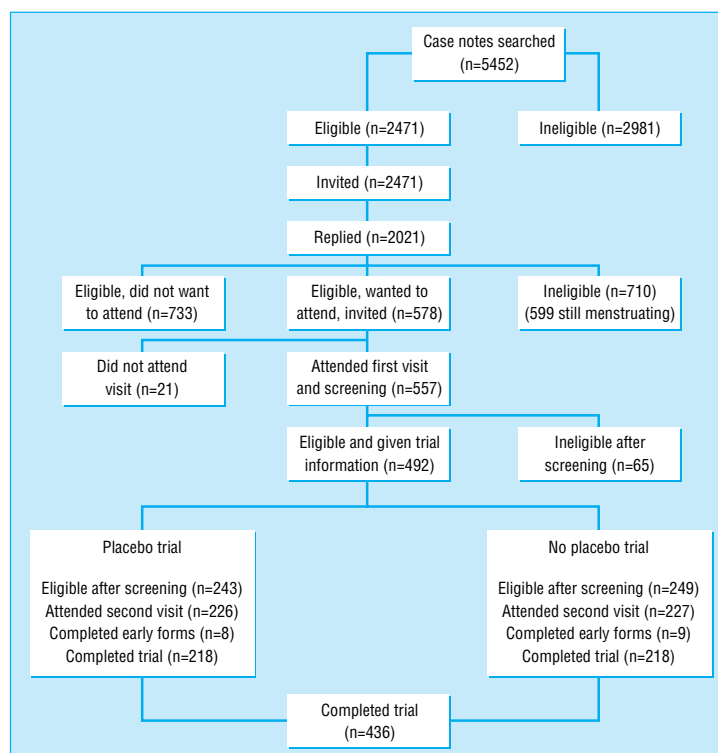 Case notes searched
(n=5452)
Eligible (n=2471)
Ineligible (n=2981)
Invited (n=2471)
Replied (n=2021)
Eligible, did not want
to attend (n=733)
Eligible, wanted to
attend, invited (n=578)
Ineligible (n=710)
(599 still menstruating)
Did not attend
visit (n=21)
Attended first visit
and screening (n=557)
Eligible and given trial
information (n=492)
Ineligible after
screening (n=65)
Placebo trial
Eligible after screening (n=243)
Attended second visit (n=226)
Completed early forms (n=8)
Completed trial (n=218)
No placebo trial
Eligible after screening (n=249)
Attended second visit (n=227)
Completed early forms (n=9)
Completed trial (n=218)
Completed trial
(n=436)